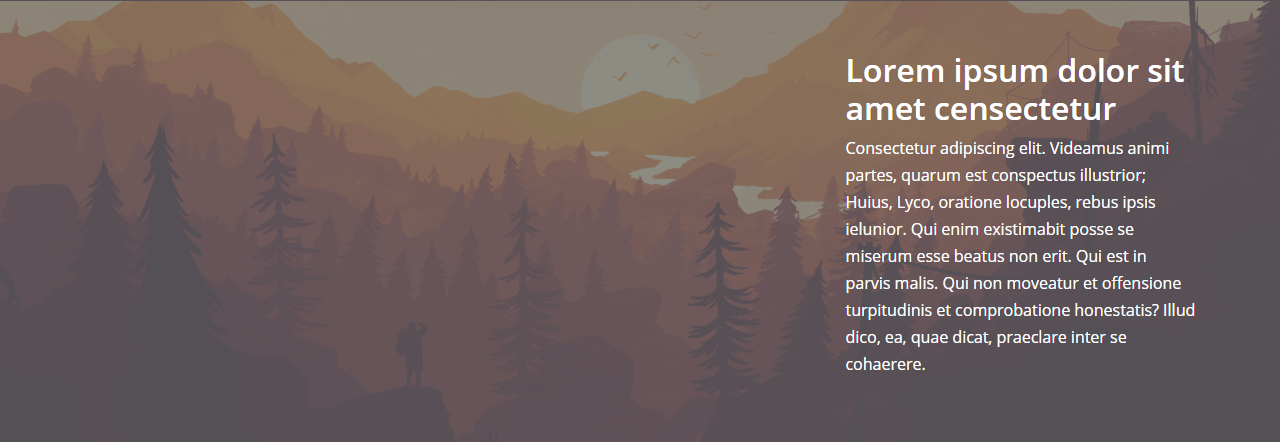 Lorem ipsum dolor sit
amet censectetur
Consectetur adipiscing elit. Videamus animi
partes, quarum est conspectus illustrior;
Huius, Lyco, oratione locuples, rebus ipsis
ielunior. Qui enim existimabit posse se
miserum esse beatus non erit. Qui est in
parvis malis. Qui non moveatur et offensione
turpitudinis et comprobatione honestatis? Illud
dico, ea, quae dicat, praeclare inter se
cohaerere.